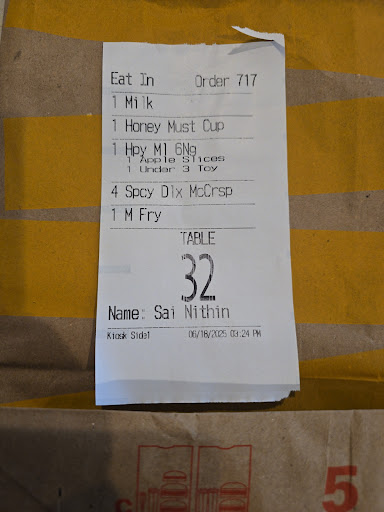 Eat In Order 717
1 Milk
1 Honey Must Cup
1 Hpy Ml 6Ng
1 Apple Slices
1 Under 3 Toy
4 Spcy Dlx McCrsp
1 M Fry
TABLE
32
Name: Sai Nithin
Kiosk Side1 06/18/2025 03:24 PM
5